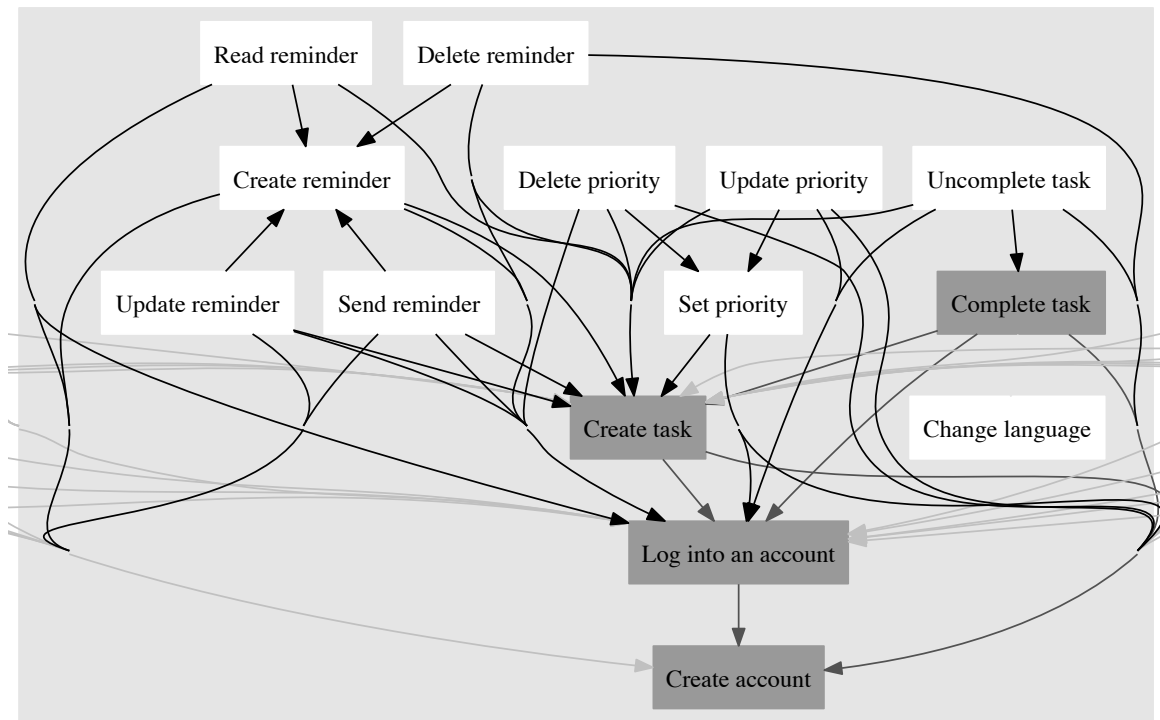 Read reminder
Delete reminder
Create reminder
Delete priority
Update priority
Uncomplete task
Update reminder
Send reminder
Set priority
Complete task
Create task
Change language
Log into an account
Create account